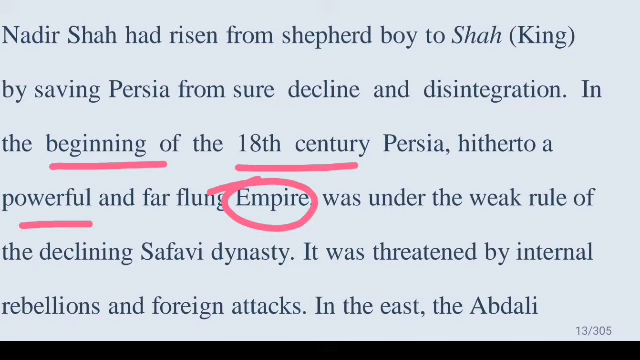 Nadir Shah had risen from shepherd boy to Shah (King)
by saving Persia from sure decline and disintegration. In
the beginning of the 18th century Persia, hitherto a
powerful and far flung Empire, was under the weak rule of
the declining Safavi dynasty. It was threatened by internal
rebellions and foreign attacks. In the east, the Abdali
13/305